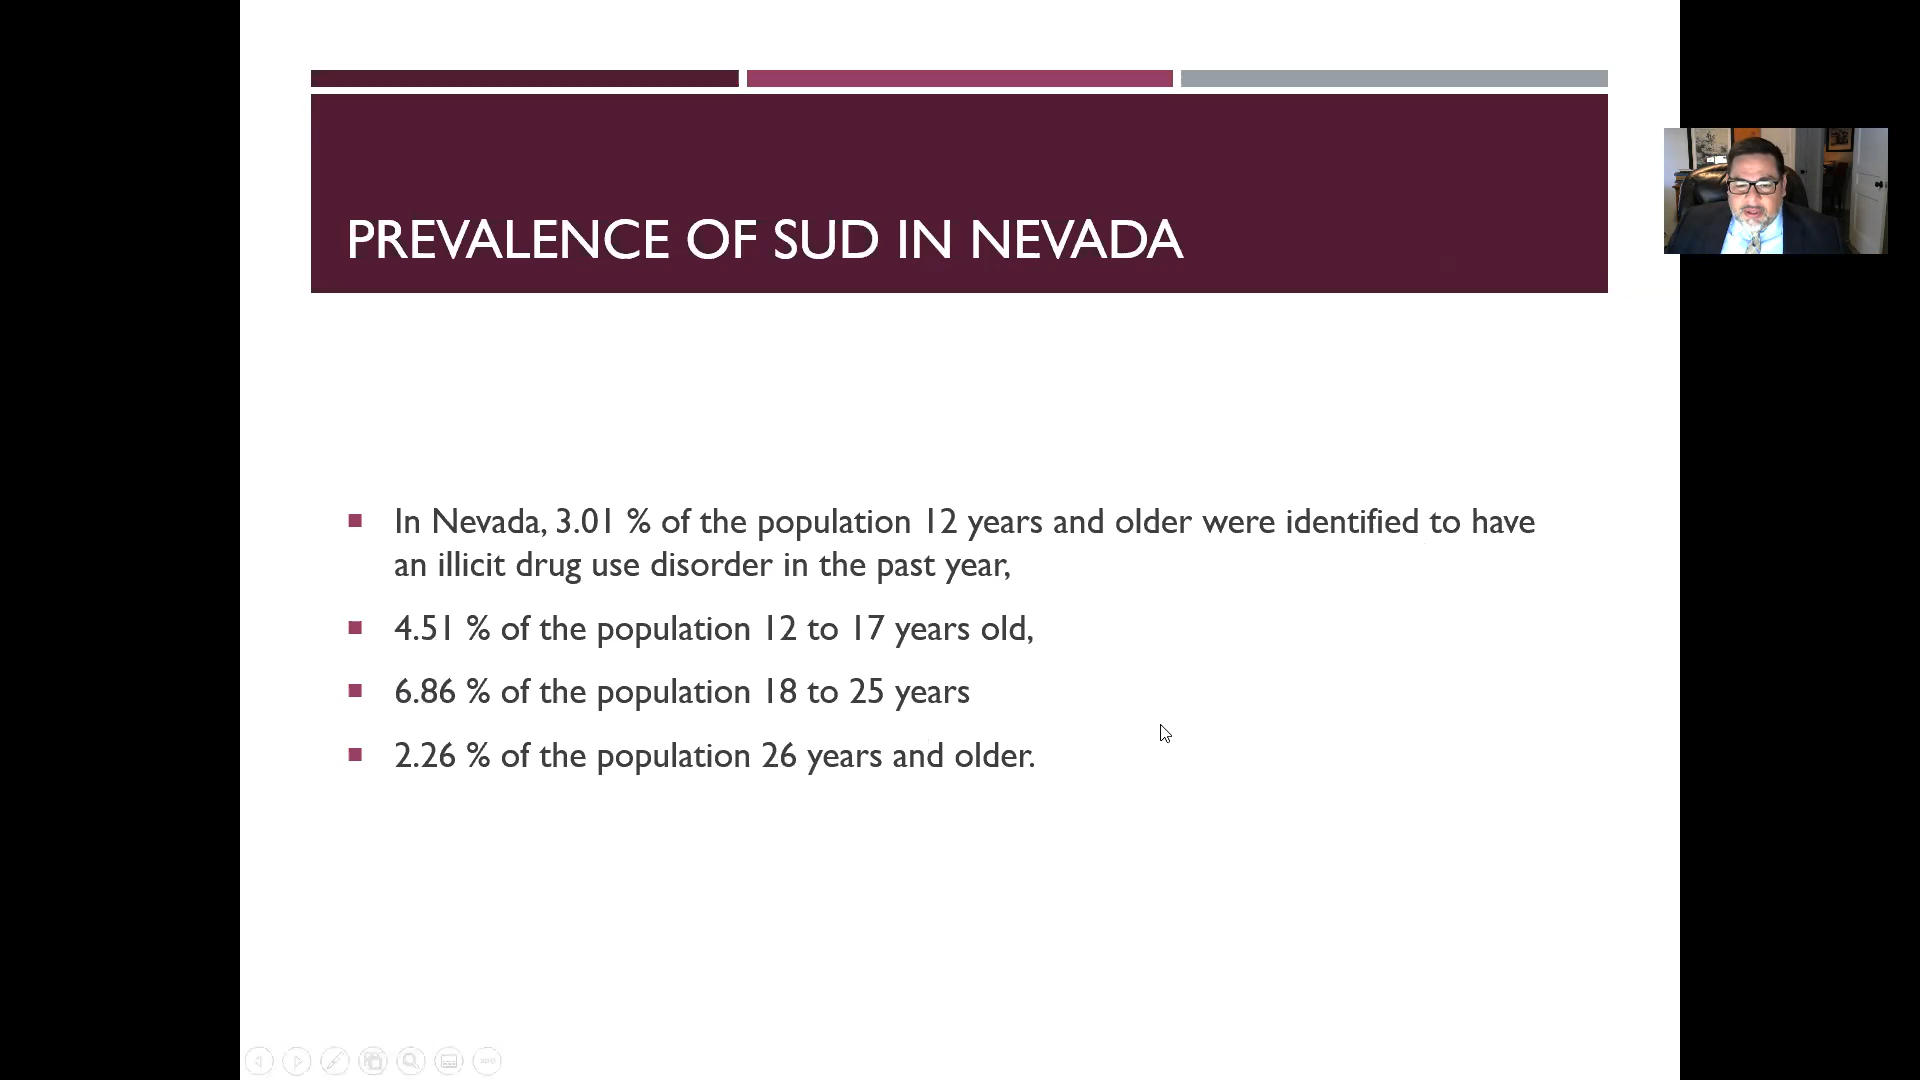 PREVALENCE OF SUD IN NEVADA
In Nevada, 3.01 % of the population 12 years and older were identified to have
an illicit drug use disorder in the past year,
4.51 % of the population 12 to 17 years old,
6.86 % of the population 18 to 25 years
2.26 % of the population 26 years and older.